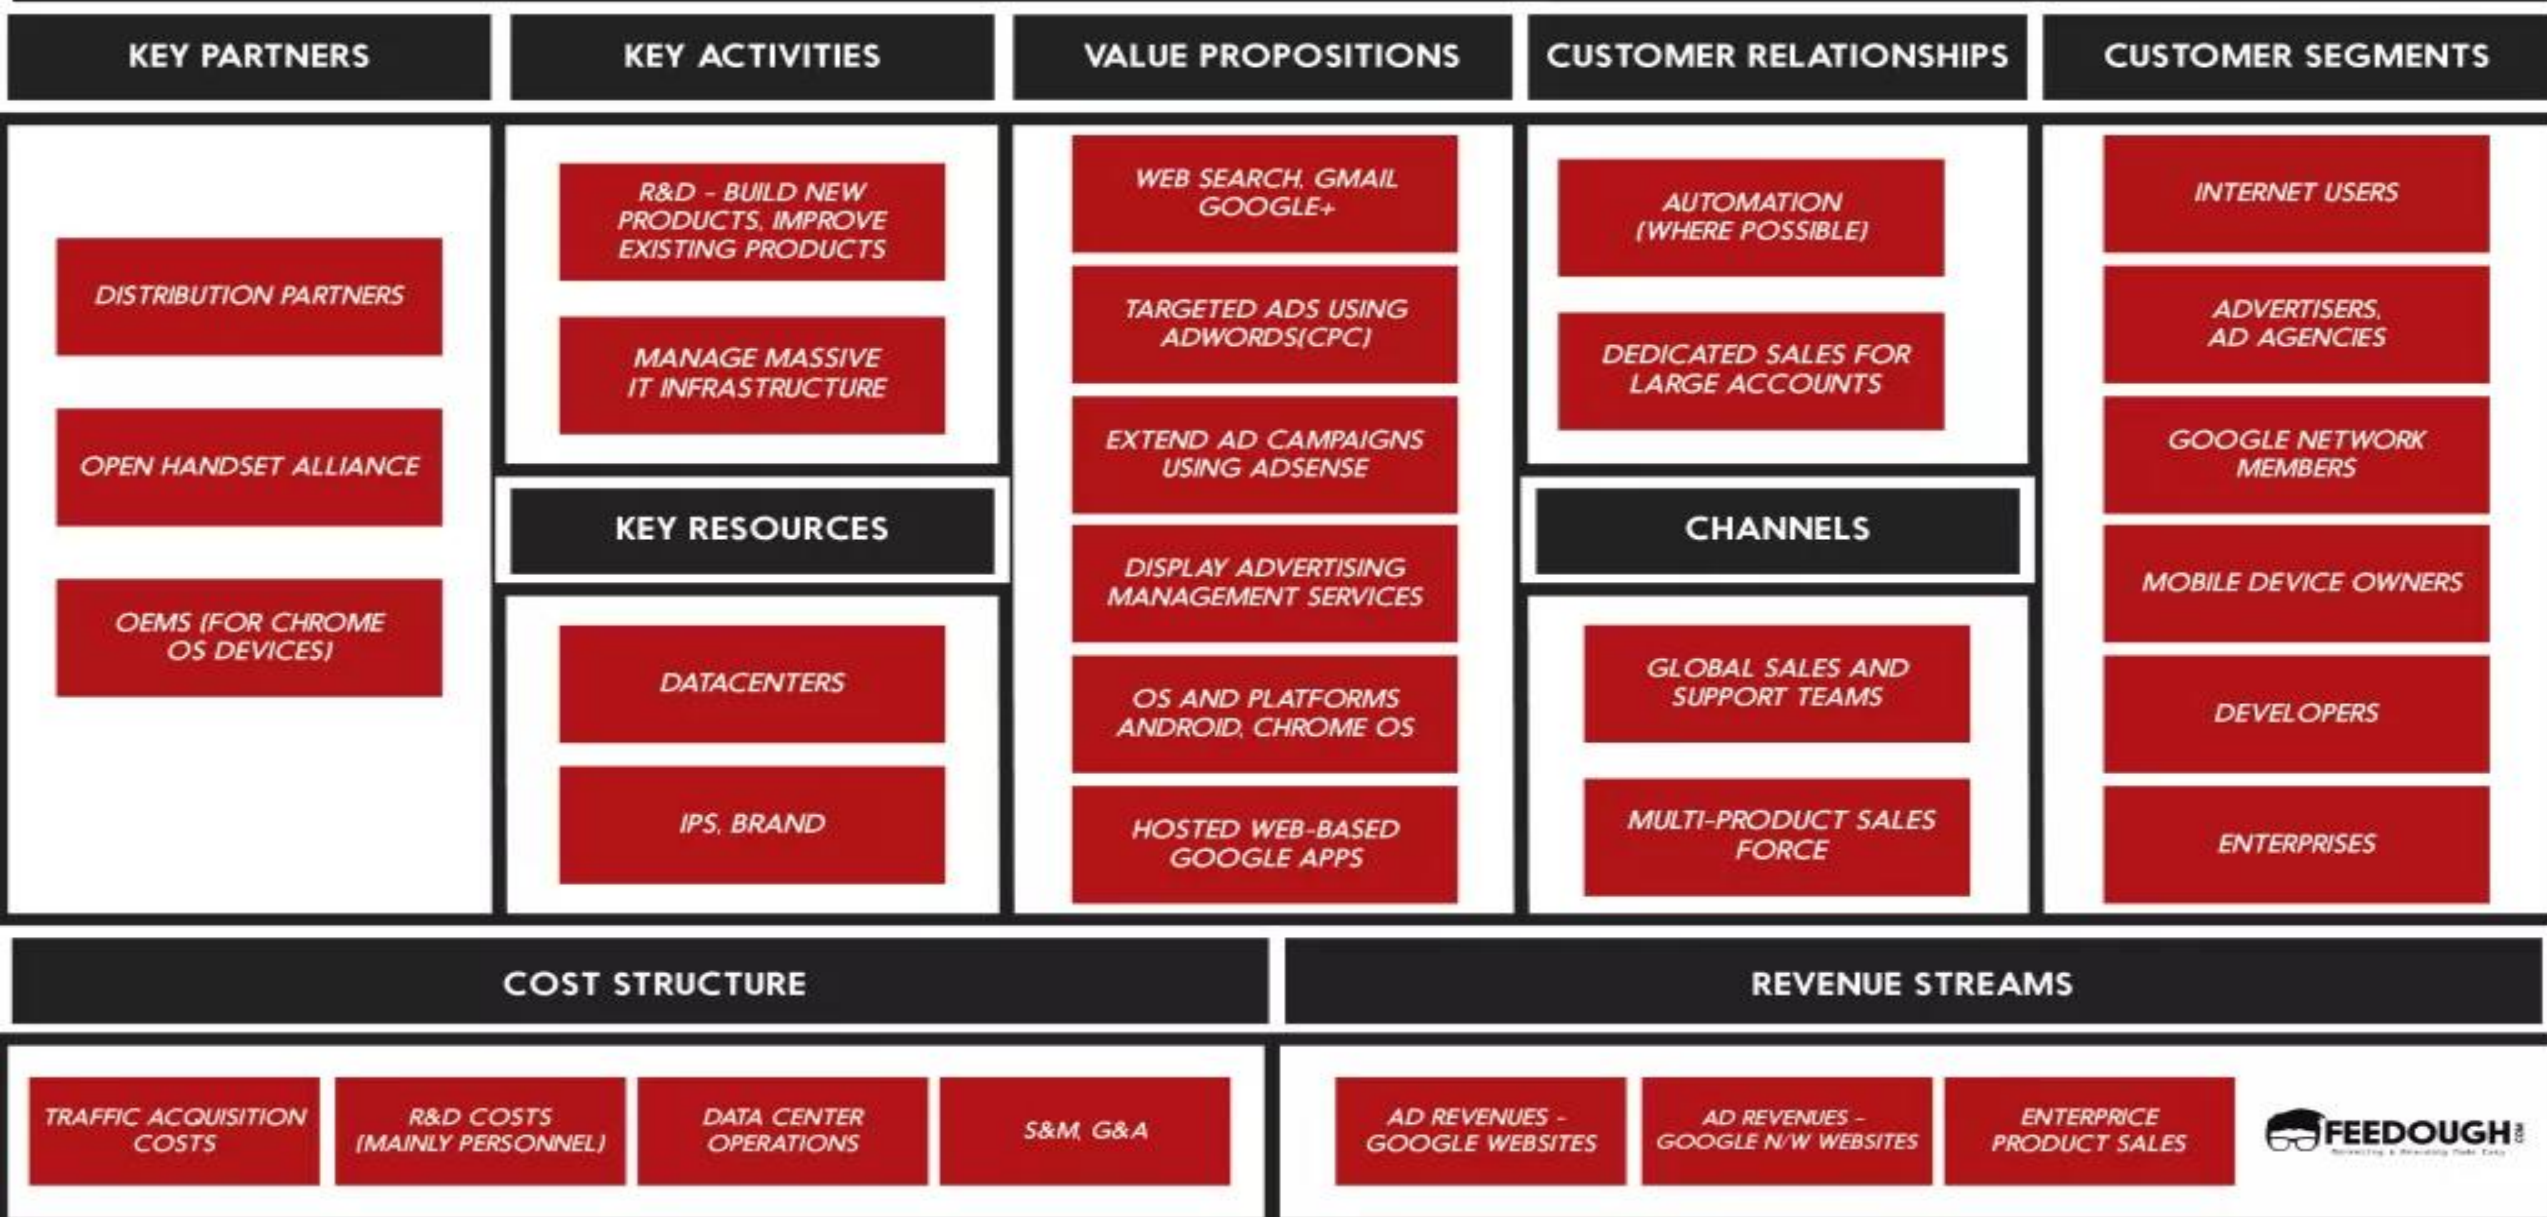 KEY PARTNERS
DISTRIBUTION PARTNERS
OPEN HANDSET ALLIANCE
OEMS (FOR CHROME
OS DEVICES)
KEY ACTIVITIES
R&D - BUILD NEW
PRODUCTS, IMPROVE
EXISTING PRODUCTS
MANAGE MASSIVE
IT INFRASTRUCTURE
KEY RESOURCES
DATACENTERS
IPS, BRAND
VALUE PROPOSITIONS
WEB SEARCH, GMAIL
GOOGLE+
TARGETED ADS USING
ADWORDS(CPC)
EXTEND AD CAMPAIGNS
USING ADSENSE
DISPLAY ADVERTISING
MANAGEMENT SERVICES
OS AND PLATFORMS
ANDROID, CHROME OS
HOSTED WEB-BASED
GOOGLE APPS
CUSTOMER RELATIONSHIPS
AUTOMATION
(WHERE POSSIBLE)
DEDICATED SALES FOR
LARGE ACCOUNTS
CHANNELS
GLOBAL SALES AND
SUPPORT TEAMS
MULTI-PRODUCT SALES
FORCE
CUSTOMER SEGMENTS
INTERNET USERS
ADVERTISERS,
AD AGENCIES
GOOGLE NETWORK
MEMBERS
MOBILE DEVICE OWNERS
DEVELOPERS
ENTERPRISES
COST STRUCTURE
TRAFFIC ACQUISITION
COSTS
R&D COSTS
(MAINLY PERSONNEL)
DATA CENTER
OPERATIONS
S&M, G&A
REVENUE STREAMS
AD REVENUES -
GOOGLE WEBSITES
AD REVENUES -
GOOGLE N/W WEBSITES
ENTERPRICE
PRODUCT SALES
FEEDOUGH